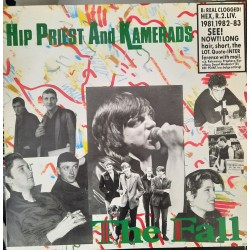 Hip Priest And Kamerads
R: REAL CLOGGED!
HEX, R.2.LIV.
1981,1982-83
SEE!
NOW!! LONG
hair, short, the
LOT. Quote: INTER
ference with mail.
The Fall